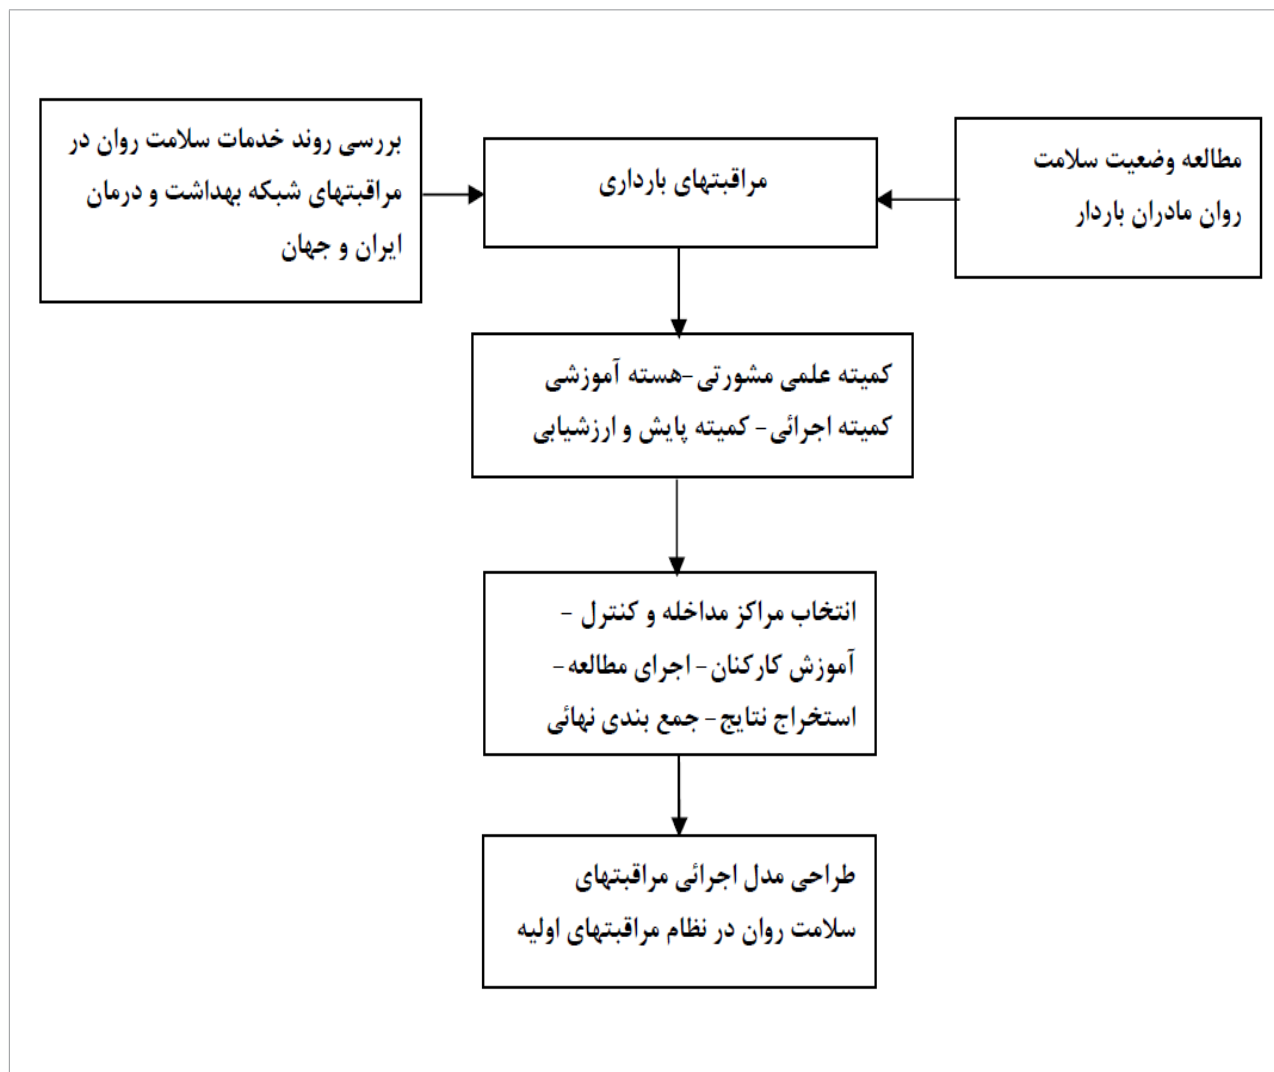 مطالعه وضعیت سلامت
روان مادران باردار
مراقبتهای بارداری
بررسی روند خدمات سلامت روان در
مراقبتهای شبکه بهداشت و درمان
ایران و جهان
کمیته علمی مشورتی-هسته آموزشی
کمیته اجرائی- کمیته پایش و ارزشیابی
انتخاب مراکز مداخله و کنترل -
آموزش کارکنان- اجرای مطالعه-
استخراج نتایج- جمع بندی نهائی
طراحی مدل اجرائی مراقبتهای
سلامت روان در نظام مراقبتهای اولیه